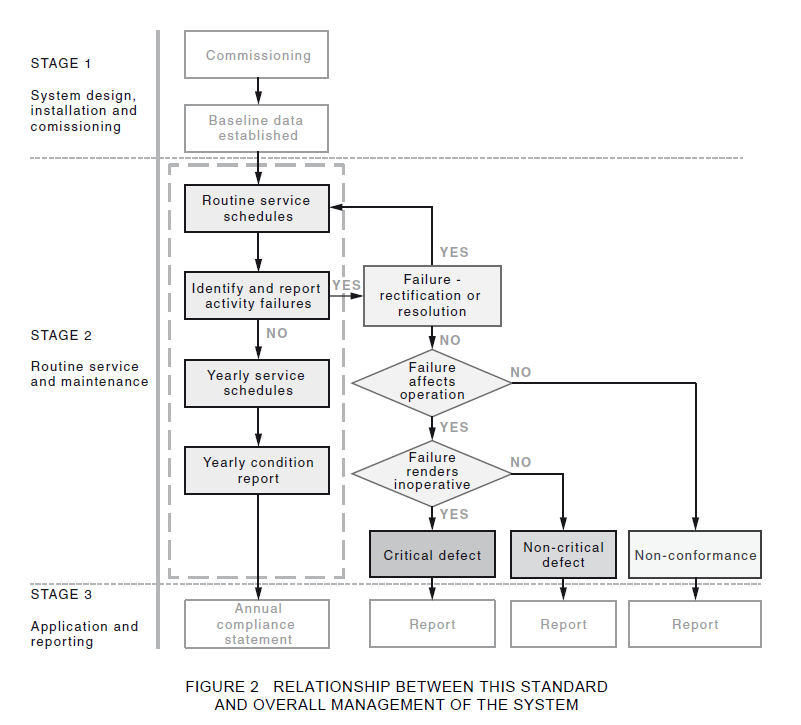 STAGE 1
System design,
installation and
comissioning
Commissioning
Baseline data
established
STAGE 2
Routine service
and maintenance
Routine service
schedules
Identify and report
activity failures
YES
NO
Failure -
rectification or
resolution
YES
NO
Yearly service
schedules
Failure
affects
operation
NO
YES
Yearly condition
report
Failure
renders
inoperative
NO
YES
Critical defect
Non-critical
defect
Non-conformance
STAGE 3
Application and
reporting
Annual
compliance
statement
Report
Report
Report
FIGURE 2 RELATIONSHIP BETWEEN THIS STANDARD
AND OVERALL MANAGEMENT OF THE SYSTEM